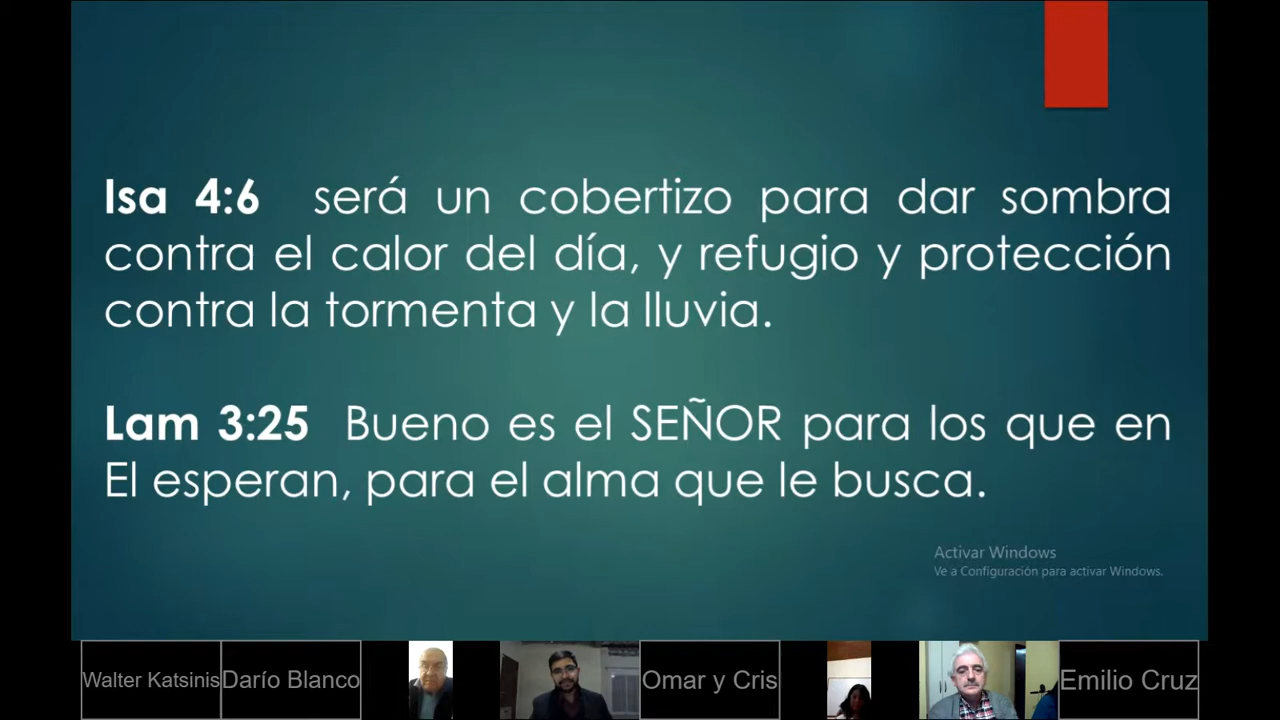 Isa 4:6 será un cobertizo para dar sombra
contra el calor del día, y refugio y protección
contra la tormenta y la lluvia.
Lam 3:25 Bueno es el SEÑOR para los que en
El esperan, para el alma que le busca.
Activar Windows
Ve a Configuración para activar Windows.
Walter Katsinis
Darío Blanco
Omar y Cris
Emilio Cruz